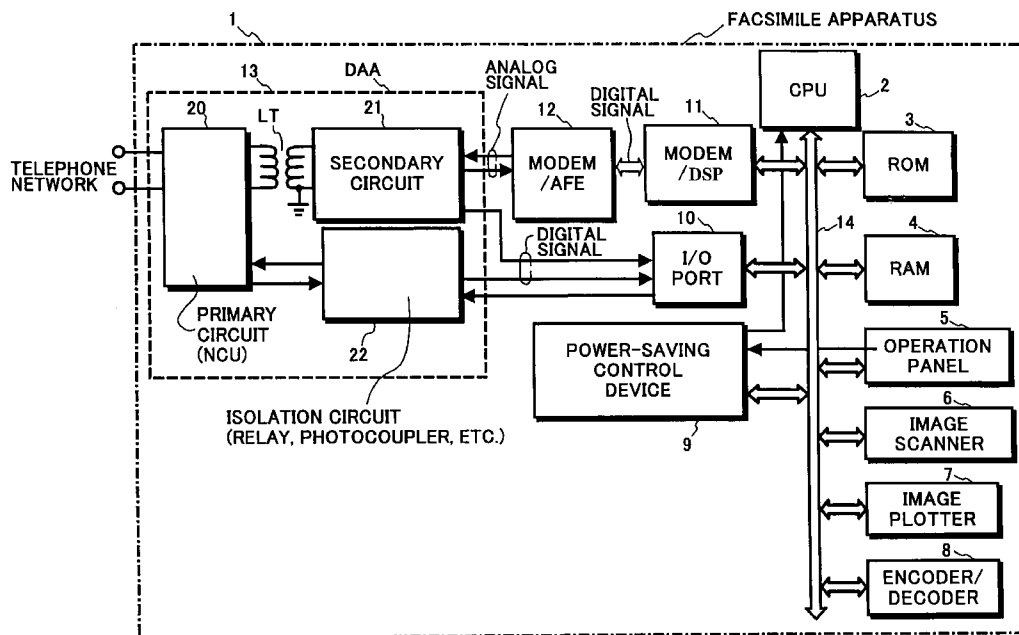 1
FACSIMILE APPARATUS
13
DAA
ANALOG
SIGNAL
20
LT
21
12
DIGITAL
SIGNAL
11
CPU
2
3
TELEPHONE
NETWORK
SECONDARY
CIRCUIT
MODEM
/AFE
MODEM
/DSP
ROM
DIGITAL
SIGNAL
10
14
4
I/O
PORT
RAM
PRIMARY
CIRCUIT
(NCU)
22
5
POWER-SAVING
CONTROL
DEVICE
OPERATION
PANEL
ISOLATION CIRCUIT
(RELAY, PHOTOCOUPLER, ETC.)
9
6
IMAGE
SCANNER
7
IMAGE
PLOTTER
8
ENCODER/
DECODER